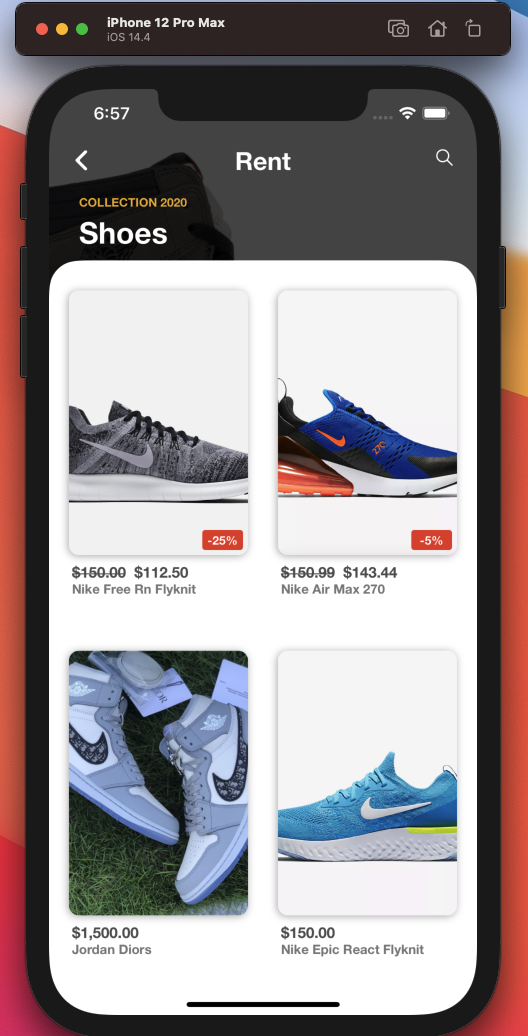 iPhone 12 Pro Max
iOS 14.4
6:57
Rent
COLLECTION 2020
Shoes
-25%
-5%
$150.00 $112.50
Nike Free Rn Flyknit
$150.99 $143.44
Nike Air Max 270
$1,500.00
Jordan Diors
$150.00
Nike Epic React Flyknit